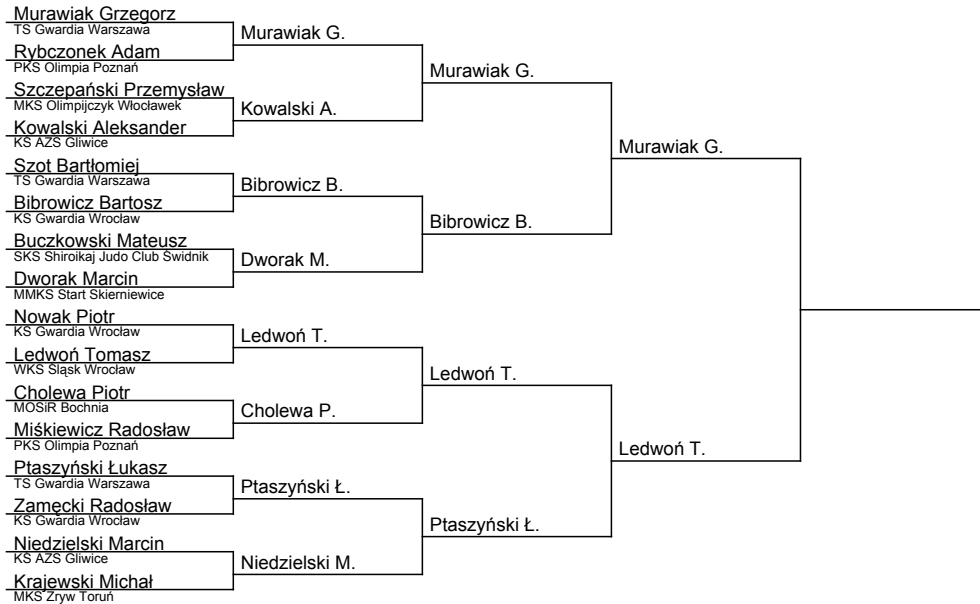 Murawiak Grzegorz
TS Gwardia Warszawa
Rybczonek Adam
PKS Olimpia Poznań
Szczepański Przemysław
MKS Olimpijczyk Włocławek
Kowalski Aleksander
KS AZS Gliwice
Szot Bartłomiej
TS Gwardia Warszawa
Bibrowicz Bartosz
KS Gwardia Wrocław
Buczkowski Mateusz
SKS Shiroikaj Judo Club Świdnik
Dworak Marcin
MMKS Start Skierniewice
Nowak Piotr
KS Gwardia Wrocław
Ledwoń Tomasz
WKS Śląsk Wrocław
Cholewa Piotr
MOSiR Bochnia
Miśkiewicz Radosław
PKS Olimpia Poznań
Ptaszyński Łukasz
TS Gwardia Warszawa
Zamęcki Radosław
KS Gwardia Wrocław
Niedzielski Marcin
KS AZS Gliwice
Krajewski Michał
MKS Zryw Toruń
Murawiak G.
Kowalski A.
Bibrowicz B.
Dworak M.
Ledwoń T.
Cholewa P.
Ptaszyński Ł.
Niedzielski M.
Murawiak G.
Bibrowicz B.
Ledwoń T.
Ptaszyński Ł.
Murawiak G.
Ledwoń T.